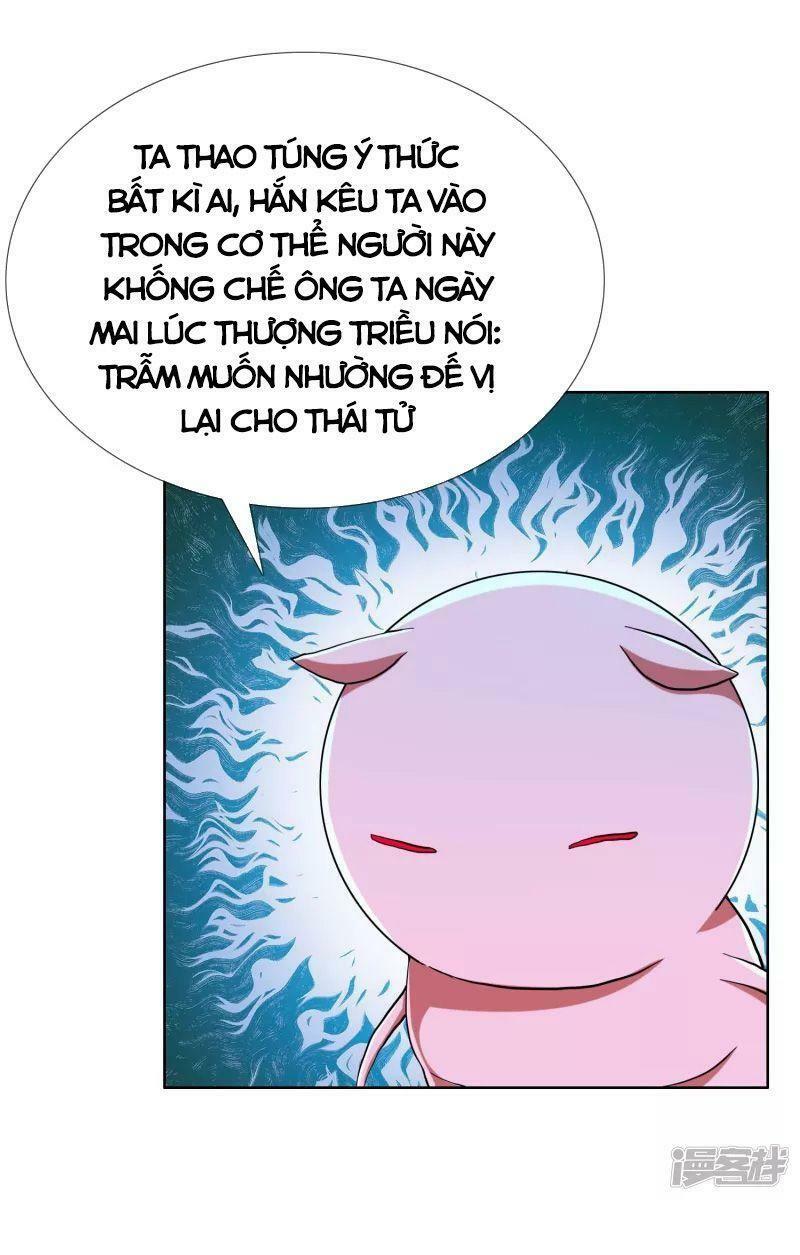 TA THAO TÚNG Ý THỨC
BẤT KÌ AI, HẮN KÊU TA VÀO
TRONG CƠ THỂ NGƯỜI NÀY
KHỐNG CHẾ ÔNG TA NGÀY
MAI LÚC THƯỢNG TRIỀU NÓI:
TRẪM MUỐN NHƯỜNG ĐẾ VỊ
LẠI CHO THÁI TỬ
漫客栈